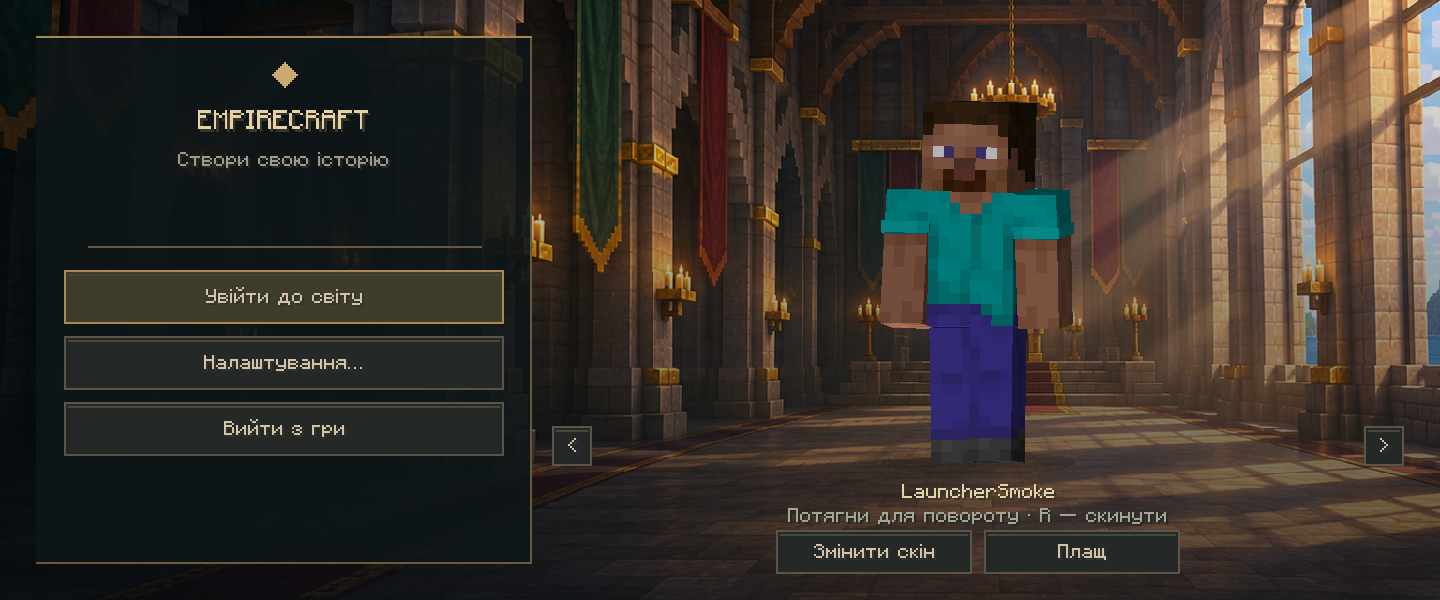 EMPIRECRAFT
Створи свою історію
Увійти до світу
Налаштування...
Вийти з гри
<
>
LauncherSmoke
Потягни для повороту · R — скинути
Змінити скін
Плащ